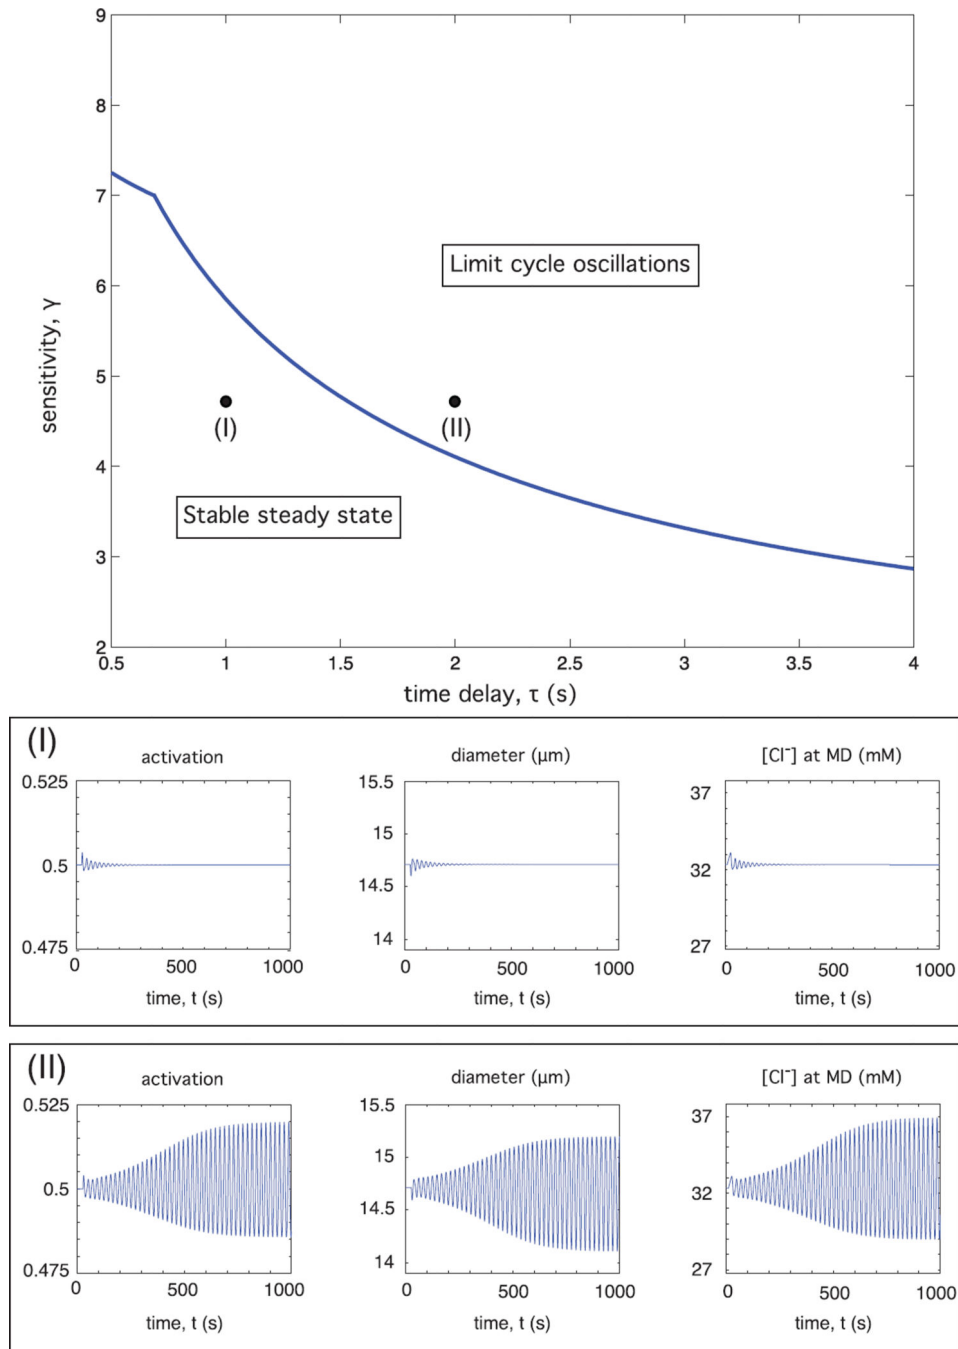 9
8
7
6
5
4
3
2
sensitivity, γ
Limit cycle oscillations
(I)
(II)
Stable steady state
0.5 1 1.5 2 2.5 3 3.5 4
time delay, τ (s)
(I)
activation
diameter (μm)
[Cl⁻] at MD (mM)
0.525
0.5
0.475
0 500 1000
time, t (s)
15.5
15
14.5
14
0 500 1000
time, t (s)
37
32
27
0 500 1000
time, t (s)
(II)
activation
diameter (μm)
[Cl⁻] at MD (mM)
0.525
0.5
0.475
0 500 1000
time, t (s)
15.5
15
14.5
14
0 500 1000
time, t (s)
37
32
27
0 500 1000
time, t (s)